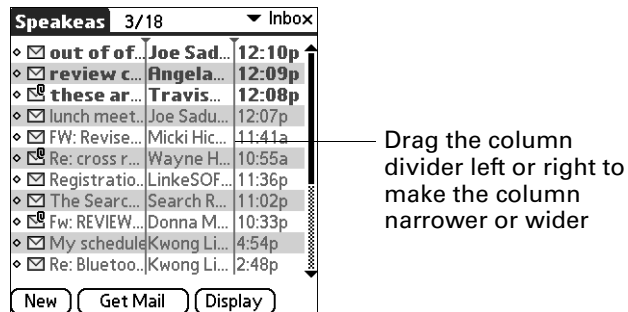 Speakeas 3/18 Inbox
out of of... Joe Sad... 12:10p
review c... Angela... 12:09p
these ar... Travis... 12:08p
lunch meet... Joe Sadu... 12:07p
FW: Revise... Micki Hic... 11:41a
Re: cross r... Wayne H... 10:55a
Registratio... LinkeSOF... 11:36p
The Searc... Search R... 11:02p
Fw: REVIEW... Donna M... 10:33p
My schedule Kwong Li... 4:54p
Re: Bluetoo... Kwong Li... 2:48p
New Get Mail Display
Drag the column
divider left or right to
make the column
narrower or wider